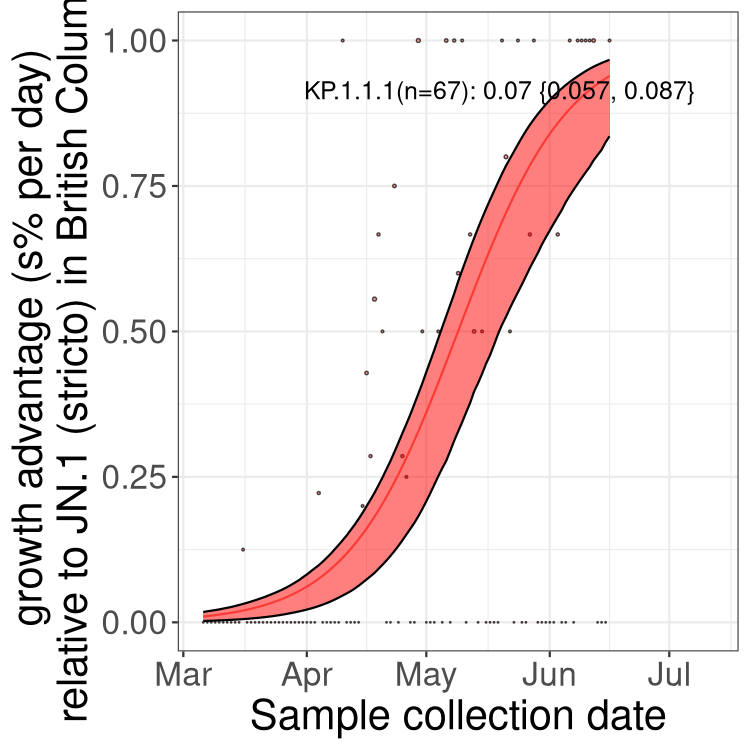 growth advantage (s% per day)
relative to JN.1 (stricto) in British Colum
1.00
0.75
0.50
0.25
0.00
KP.1.1.1(n=67): 0.07 {0.057, 0.087}
Mar Apr May Jun Jul
Sample collection date